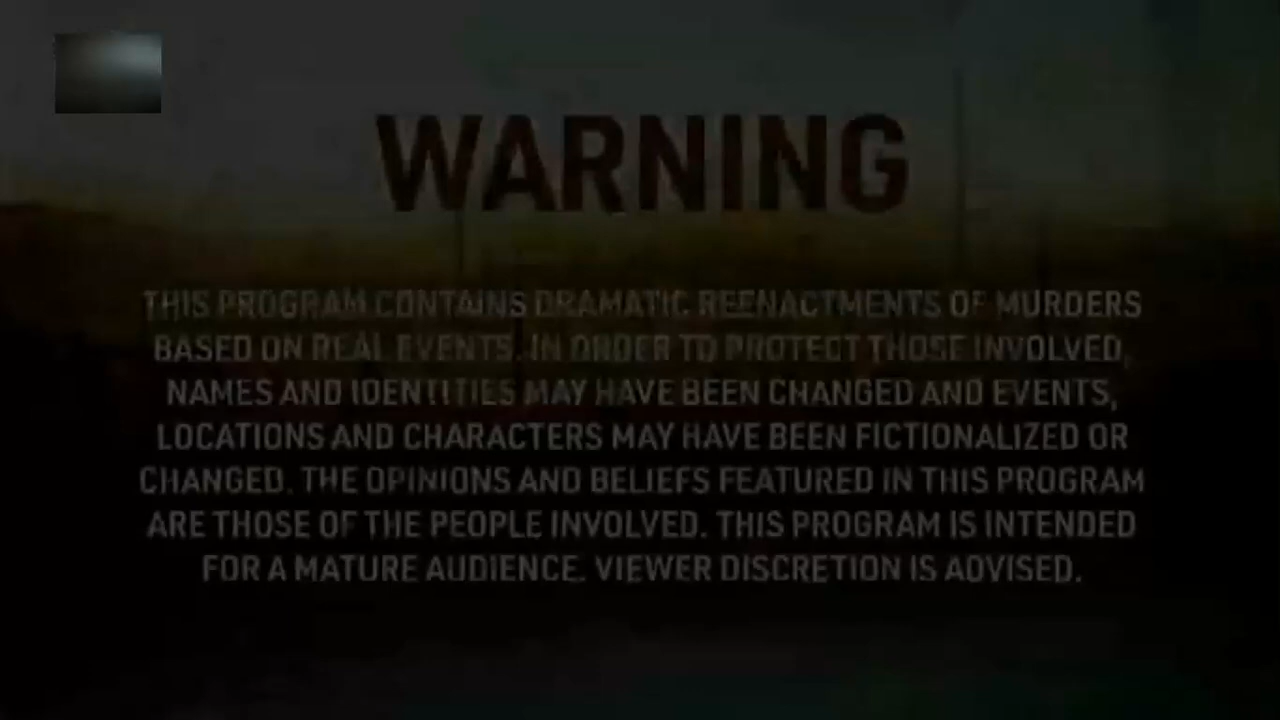 WARNING
THIS PROGRAM CONTAINS DRAMATIC REENACTMENTS OF MURDERS
BASED ON REAL EVENTS. IN ORDER TO PROTECT THOSE INVOLVED,
NAMES AND IDENTITIES MAY HAVE BEEN CHANGED AND EVENTS,
LOCATIONS AND CHARACTERS MAY HAVE BEEN FICTIONALIZED OR
CHANGED. THE OPINIONS AND BELIEFS FEATURED IN THIS PROGRAM
ARE THOSE OF THE PEOPLE INVOLVED. THIS PROGRAM IS INTENDED
FOR A MATURE AUDIENCE. VIEWER DISCRETION IS ADVISED.